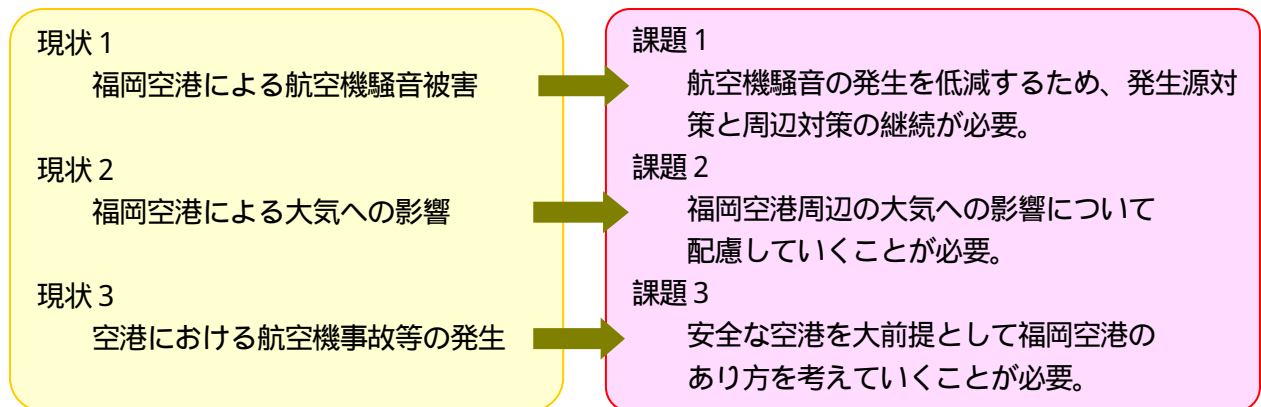 現状1
福岡空港による航空機騒音被害
現状2
福岡空港による大気への影響
現状3
空港における航空機事故等の発生
課題1
航空機騒音の発生を低減するため、発生源対
策と周辺対策の継続が必要。
課題2
福岡空港周辺の大気への影響について
配慮していくことが必要。
課題3
安全な空港を大前提として福岡空港の
あり方を考えていくことが必要。